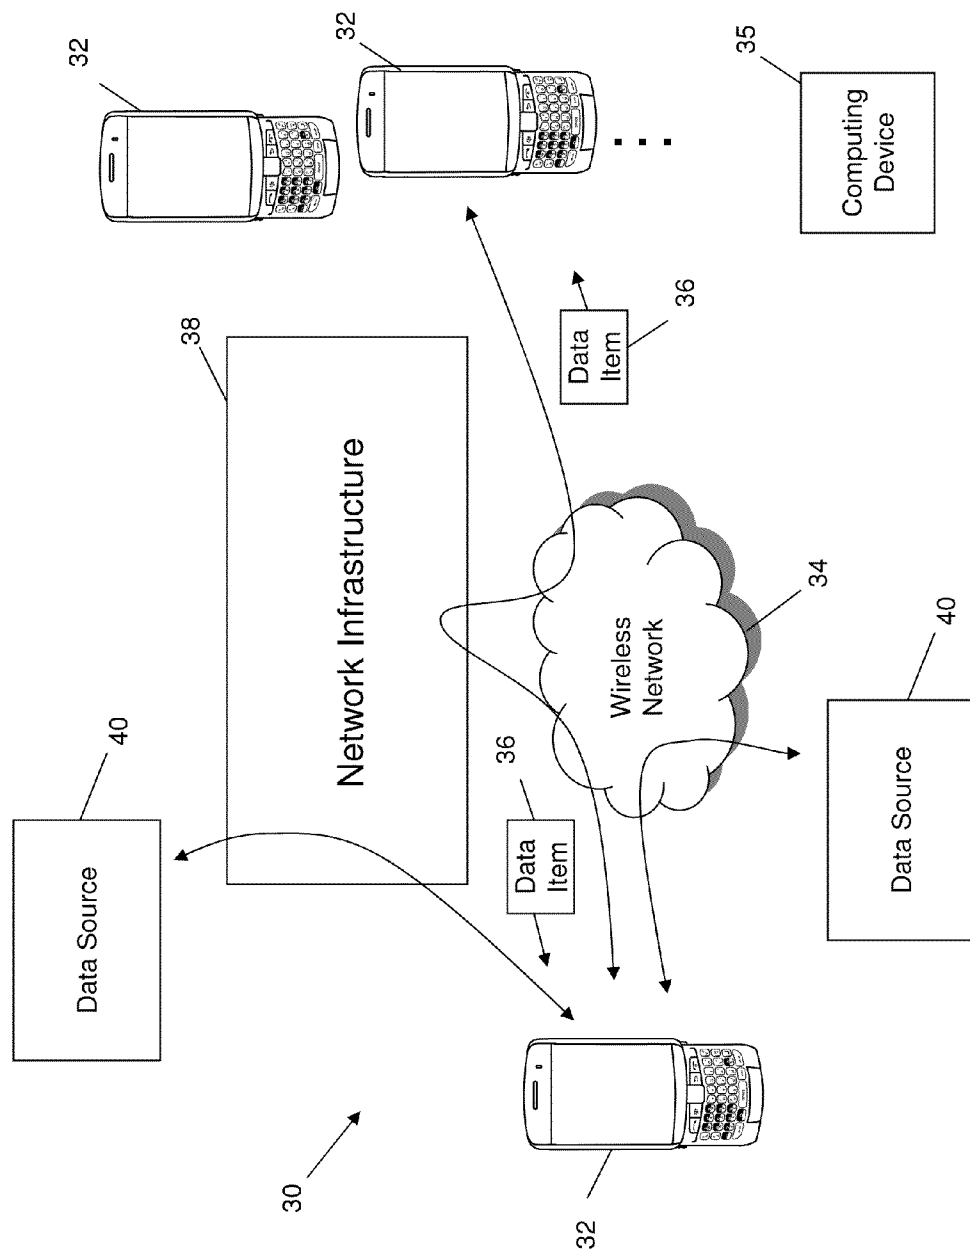 32
40
Data Source
38
30
Network Infrastructure
32
36
Data
Item
Data
Item
32
Wireless
Network
36
35
34
Computing
Device
Data Source
40